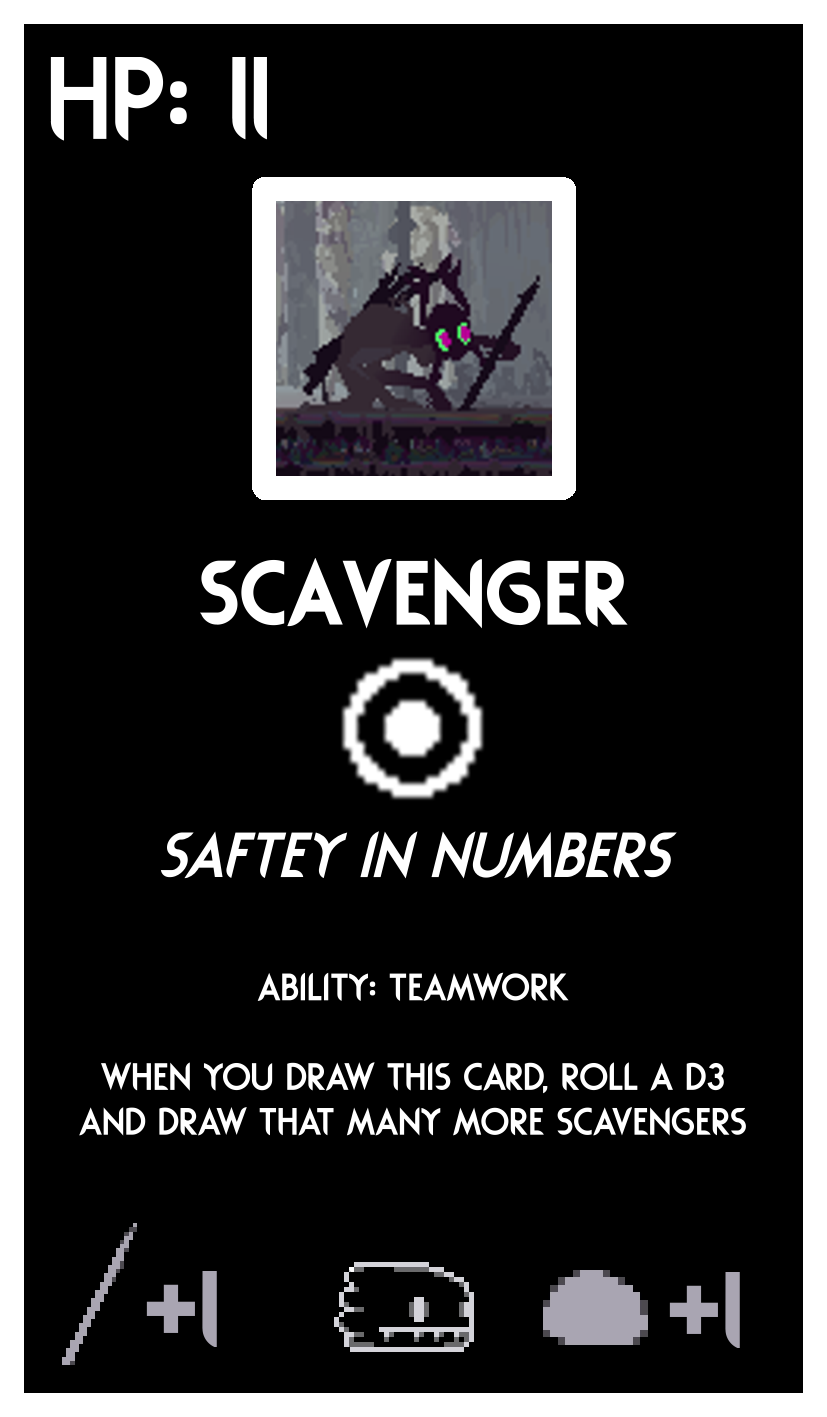 HP: 11
SCAVENGER
SAFTEY IN NUMBERS
ABILITY: TEAMWORK
WHEN YOU DRAW THIS CARD, ROLL A D3
AND DRAW THAT MANY MORE SCAVENGERS
+1 +1